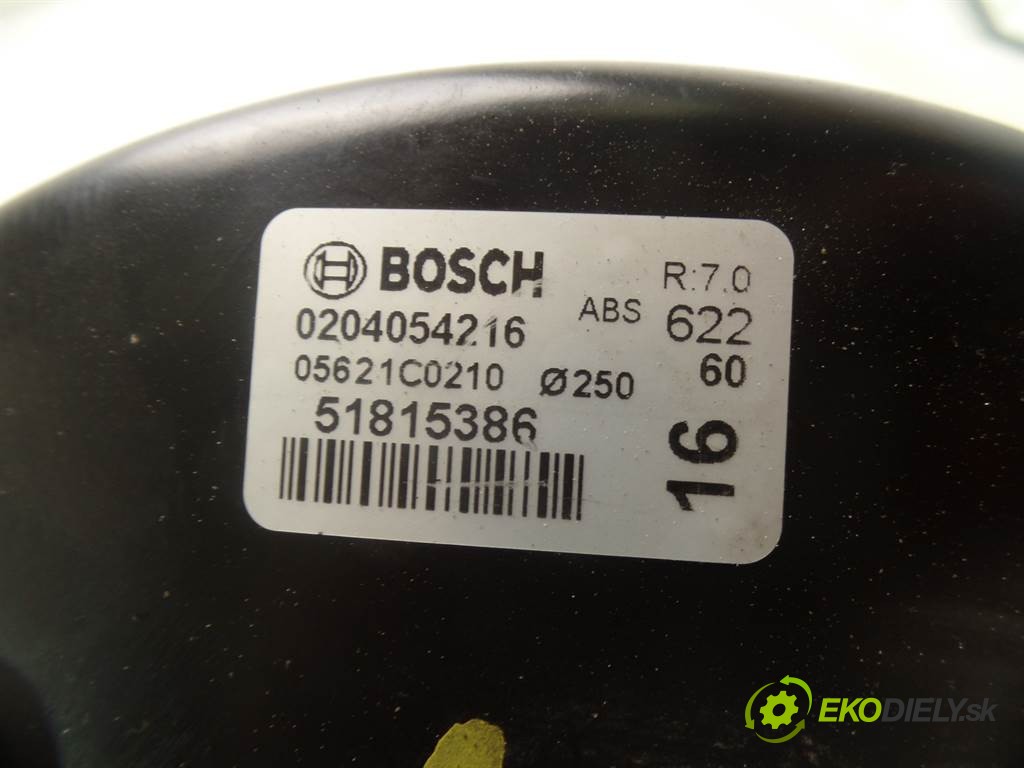 BOSCH
R:7.0
0204054216
ABS 622
05621C0210 Ø250
60
51815386
16
EKODIELY.sk